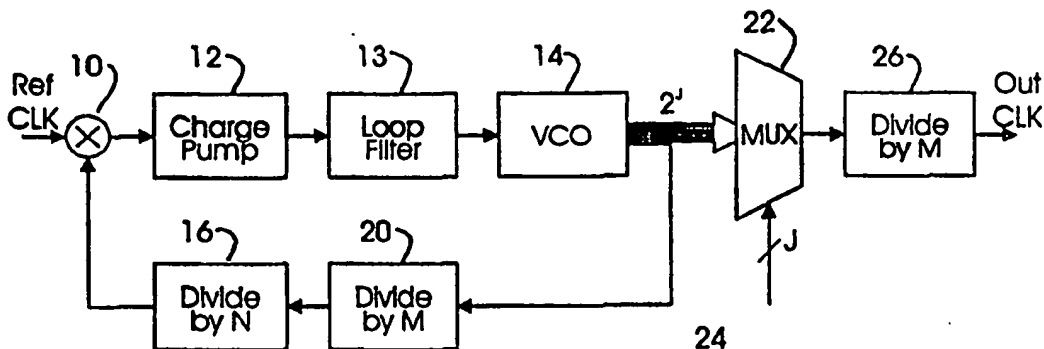 10
12
13
14
22
26
Ref
CLK
Charge
Pump
Loop
Filter
VCO
2^J
MUX
Divide
by M
Out
CLK
16
20
J
Divide
by N
Divide
by M
24